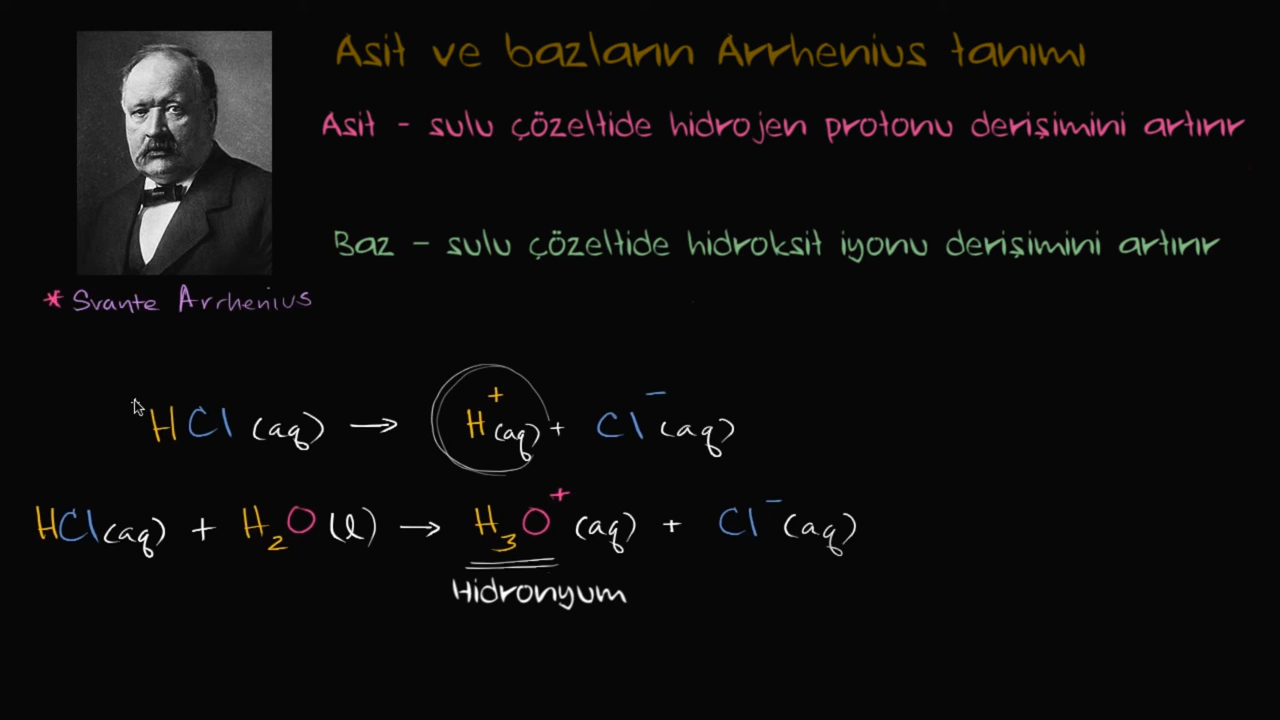 Asit ve bazların Arrhenius tanımı
Asit - sulu çözeltide hidrojen protonu derişimini artırır
Baz - sulu çözeltide hidroksit iyonu derişimini artırır
* Svante Arrhenius
HCl (aq) → H⁺(aq) + Cl⁻(aq)
HCl(aq) + H₂O(l) → H₃O⁺(aq) + Cl⁻(aq)
Hidronyum